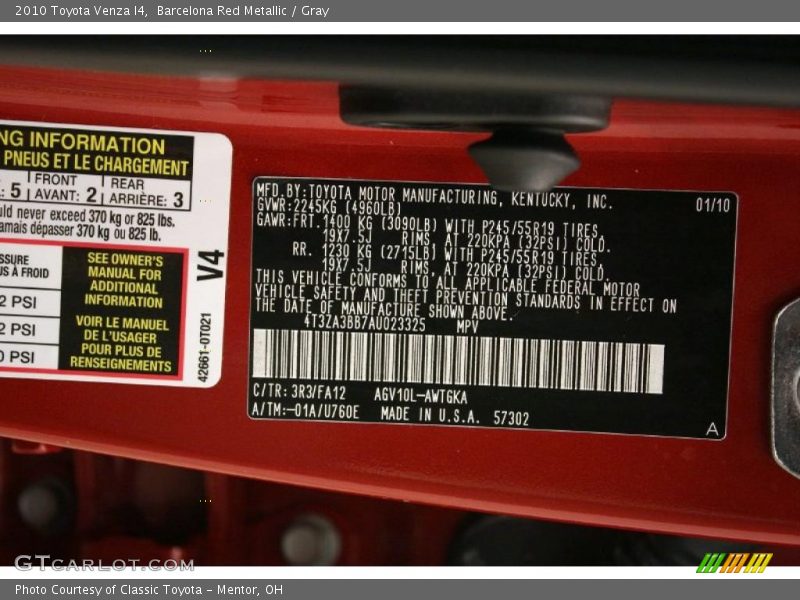 2010 Toyota Venza I4,  Barcelona Red Metallic / Gray
NG INFORMATION
PNEUS ET LE CHARGEMENT
: 5 FRONT AVANT: 2 REAR ARRIÈRE: 3
uld never exceed 370 kg or 825 lbs.
amais dépasser 370 kg ou 825 lb.
SSURE
US À FROID
2 PSI
2 PSI
0 PSI
SEE OWNER'S
MANUAL FOR
ADDITIONAL
INFORMATION
VOIR LE MANUEL
DE L'USAGER
POUR PLUS DE
RENSEIGNEMENTS
V4
42661-0T021
MFD.BY:TOYOTA MOTOR MANUFACTURING, KENTUCKY, INC. 01/10
GVWR:2245KG (4960LB)
GAWR:FRT.1400 KG (3090LB) WITH P245/55R19 TIRES,
19X7.5J RIMS, AT 220KPA (32PSI) COLD.
RR. 1230 KG (2715LB) WITH P245/55R19 TIRES,
19X7.5J RIMS, AT 220KPA (32PSI) COLD.
THIS VEHICLE CONFORMS TO ALL APPLICABLE FEDERAL MOTOR
VEHICLE SAFETY AND THEFT PREVENTION STANDARDS IN EFFECT ON
THE DATE OF MANUFACTURE SHOWN ABOVE.
4T3ZA3BB7AU023325 MPV
C/TR:3R3/FA12 AGV10L-AWTGKA
A/TM:-01A/U760E MADE IN U.S.A. 57302
A
GTCARLOT.COM
Photo Courtesy of Classic Toyota - Mentor, OH